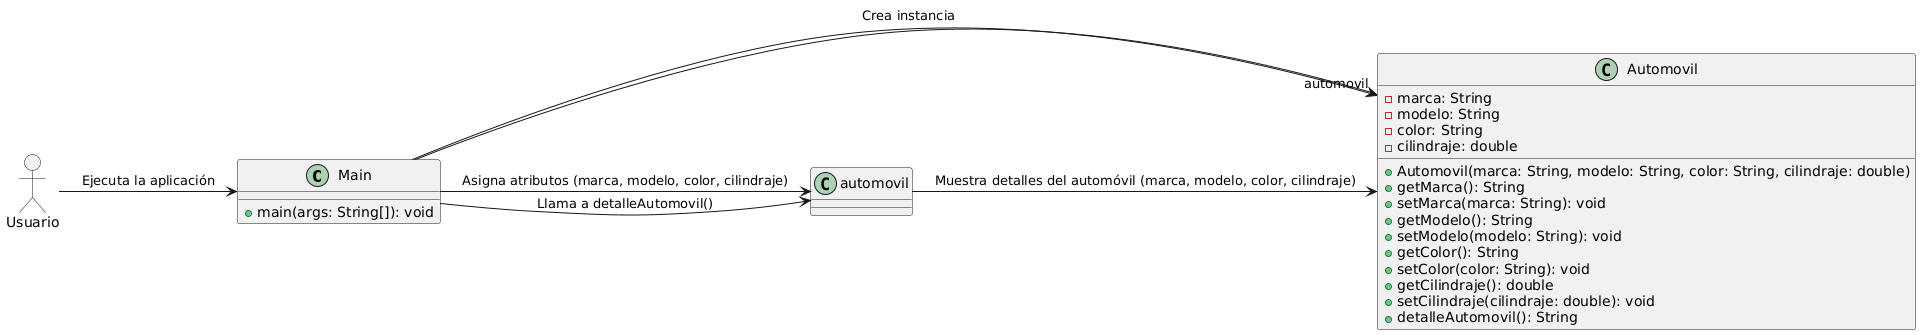 Crea instancia
automovil
Usuario
Ejecuta la aplicación
C Main
main(args: String[]): void
Asigna atributos (marca, modelo, color, cilindraje)
Llama a detalleAutomovil()
C automovil
Muestra detalles del automóvil (marca, modelo, color, cilindraje)
C Automovil
marca: String
modelo: String
color: String
cilindraje: double
Automovil(marca: String, modelo: String, color: String, cilindraje: double)
getMarca(): String
setMarca(marca: String): void
getModelo(): String
setModelo(modelo: String): void
getColor(): String
setColor(color: String): void
getCilindraje(): double
setCilindraje(cilindraje: double): void
detalleAutomovil(): String